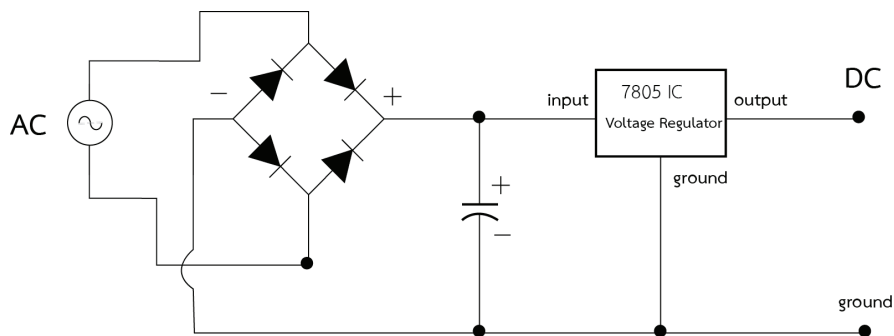 AC
−
+
+
−
input
7805 IC
Voltage Regulator
output
DC
ground
ground